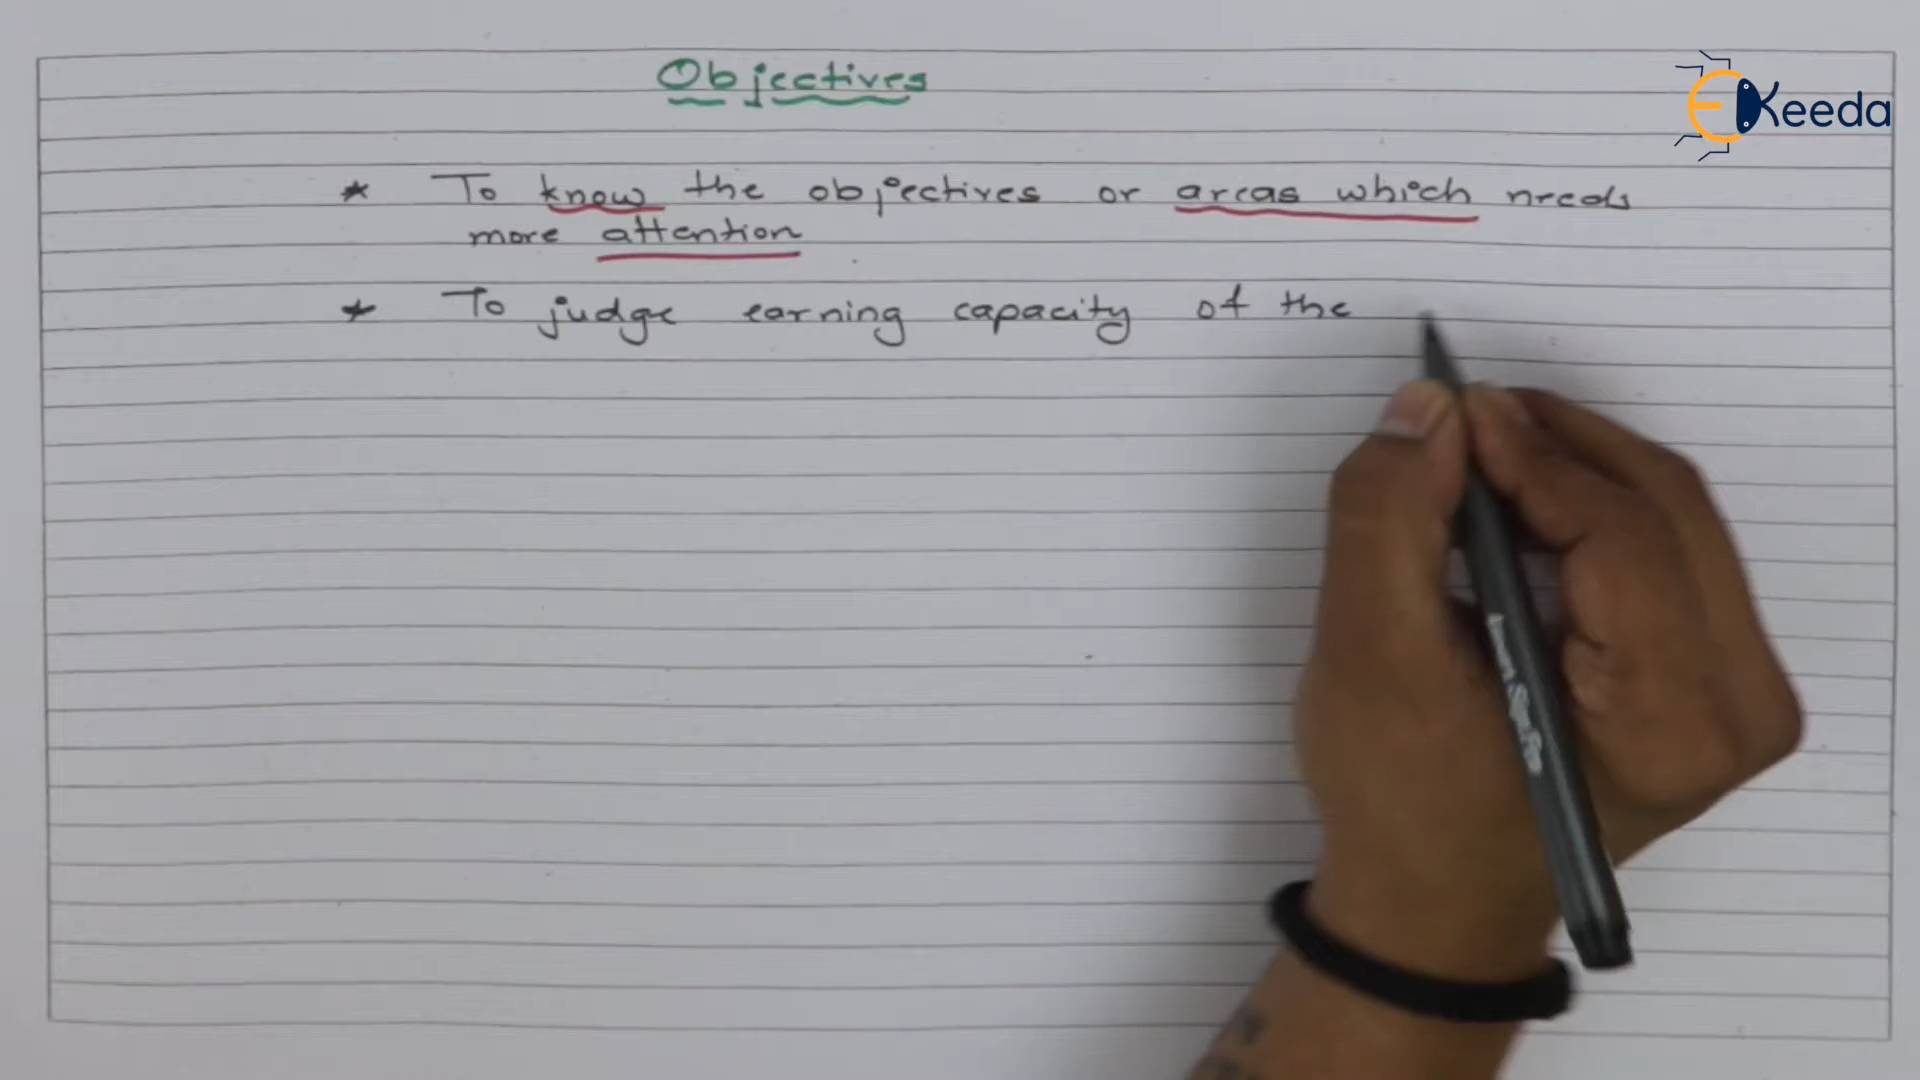 Objectives
EKeeda
* To know the objectives or areas which needs
more attention
* To judge earning capacity of the